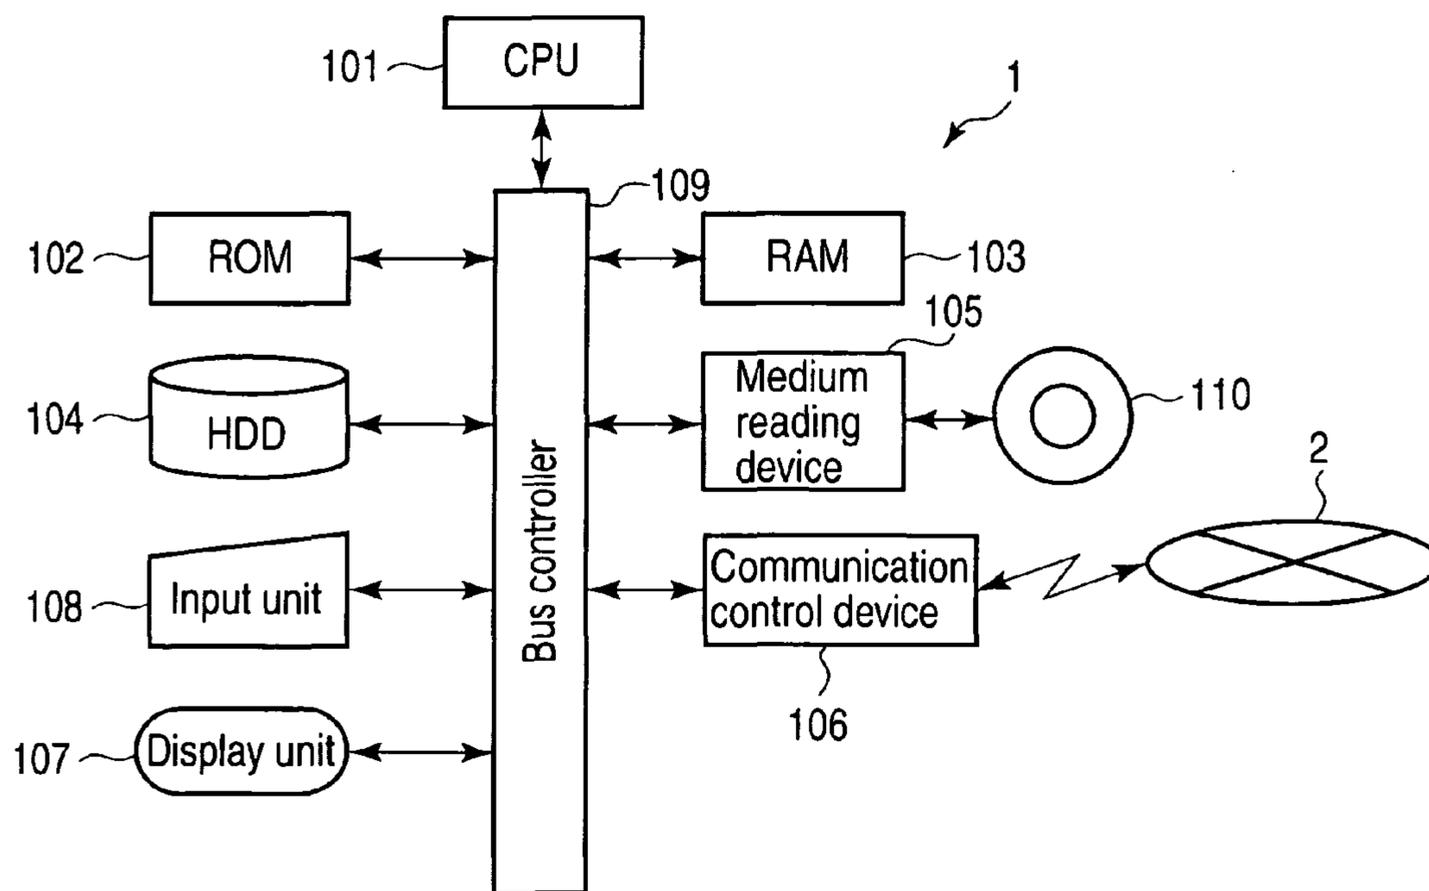 CPU
101
1
109
102
ROM
RAM
103
105
104
HDD
Medium
reading
device
110
2
108
Input unit
Bus controller
Communication
control device
106
107
Display unit